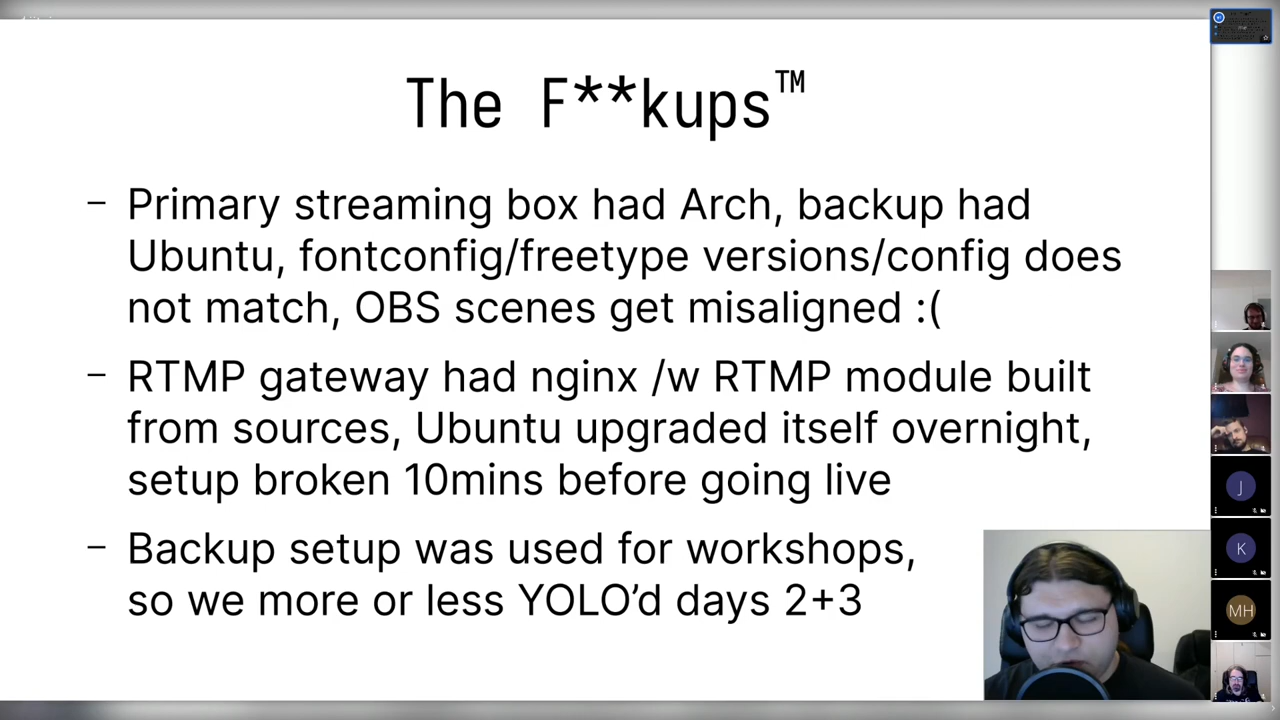 The F**kups™
– Primary streaming box had Arch, backup had
Ubuntu, fontconfig/freetype versions/config does
not match, OBS scenes get misaligned :(
– RTMP gateway had nginx /w RTMP module built
from sources, Ubuntu upgraded itself overnight,
setup broken 10mins before going live
– Backup setup was used for workshops,
so we more or less YOLO’d days 2+3
J
K
MH